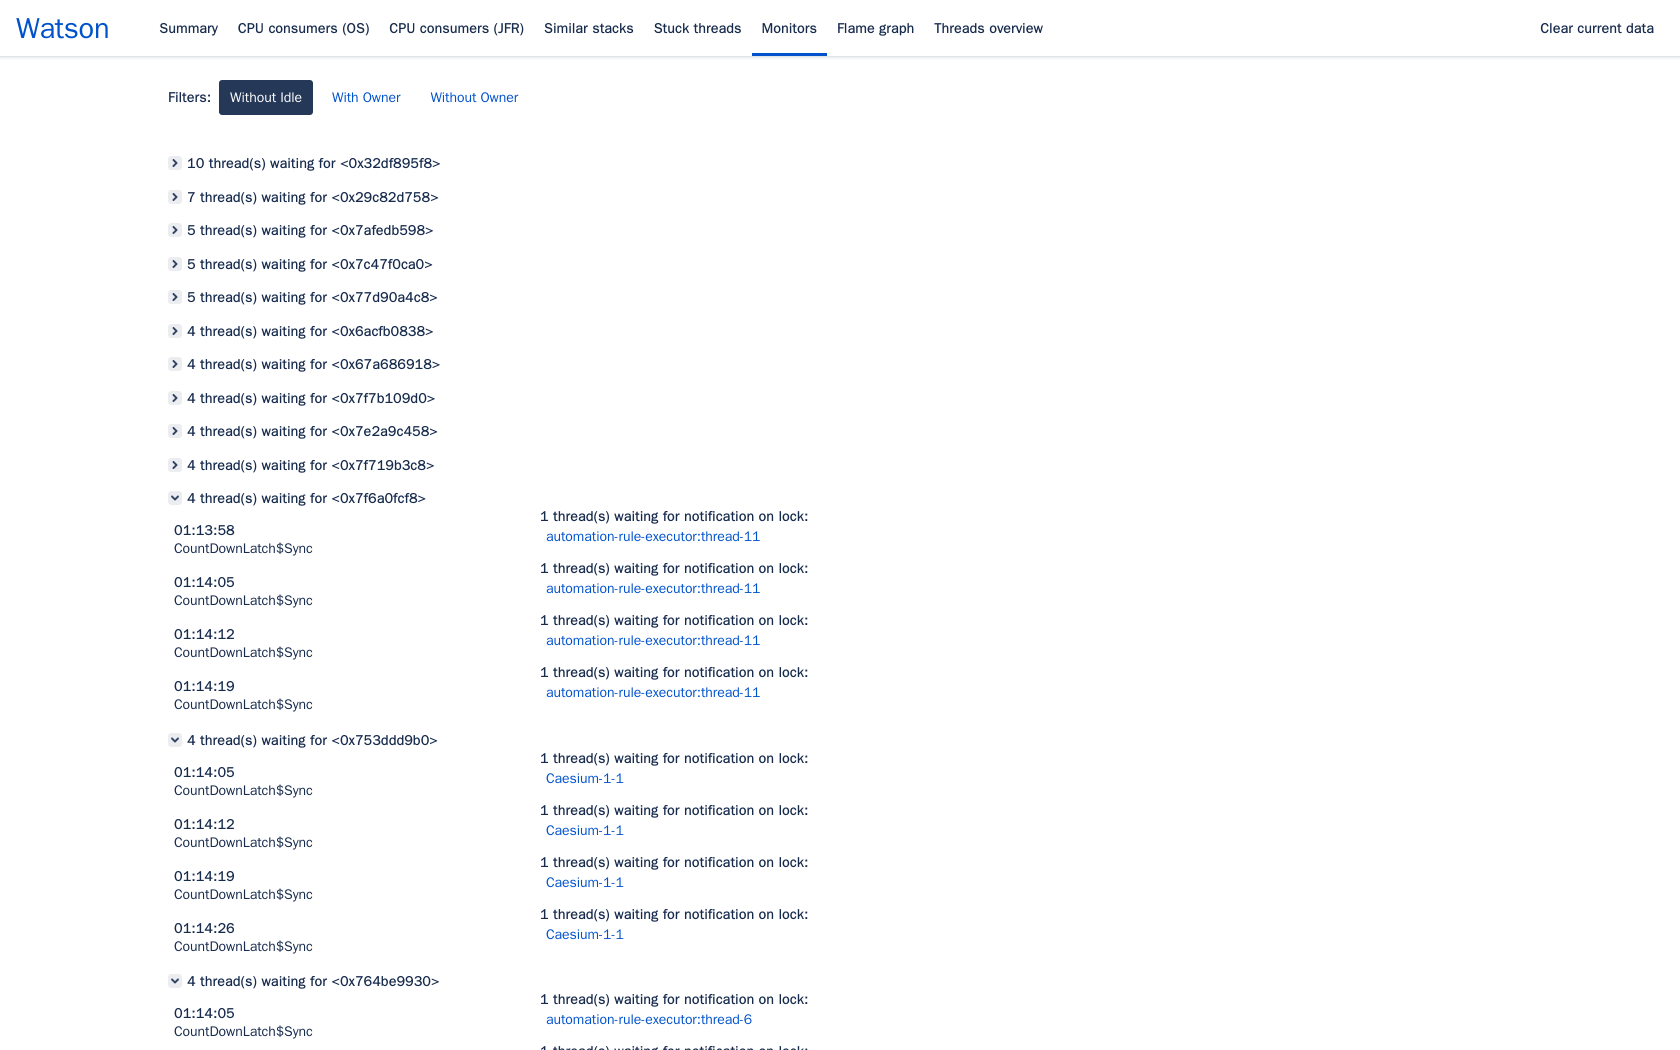 Watson Summary CPU consumers (OS) CPU consumers (JFR) Similar stacks Stuck threads Monitors Flame graph Threads overview Clear current data
Filters: Without Idle With Owner Without Owner
10 thread(s) waiting for <0x32df895f8>
7 thread(s) waiting for <0x29c82d758>
5 thread(s) waiting for <0x7afedb598>
5 thread(s) waiting for <0x7c47f0ca0>
5 thread(s) waiting for <0x77d90a4c8>
4 thread(s) waiting for <0x6acfb0838>
4 thread(s) waiting for <0x67a686918>
4 thread(s) waiting for <0x7f7b109d0>
4 thread(s) waiting for <0x7e2a9c458>
4 thread(s) waiting for <0x7f719b3c8>
4 thread(s) waiting for <0x7f6a0fcf8>
01:13:58
CountDownLatch$Sync
1 thread(s) waiting for notification on lock:
automation-rule-executor:thread-11
01:14:05
CountDownLatch$Sync
1 thread(s) waiting for notification on lock:
automation-rule-executor:thread-11
01:14:12
CountDownLatch$Sync
1 thread(s) waiting for notification on lock:
automation-rule-executor:thread-11
01:14:19
CountDownLatch$Sync
1 thread(s) waiting for notification on lock:
automation-rule-executor:thread-11
4 thread(s) waiting for <0x753ddd9b0>
01:14:05
CountDownLatch$Sync
1 thread(s) waiting for notification on lock:
Caesium-1-1
01:14:12
CountDownLatch$Sync
1 thread(s) waiting for notification on lock:
Caesium-1-1
01:14:19
CountDownLatch$Sync
1 thread(s) waiting for notification on lock:
Caesium-1-1
01:14:26
CountDownLatch$Sync
1 thread(s) waiting for notification on lock:
Caesium-1-1
4 thread(s) waiting for <0x764be9930>
01:14:05
CountDownLatch$Sync
1 thread(s) waiting for notification on lock:
automation-rule-executor:thread-6
1 thread(s) waiting for notification on lock: